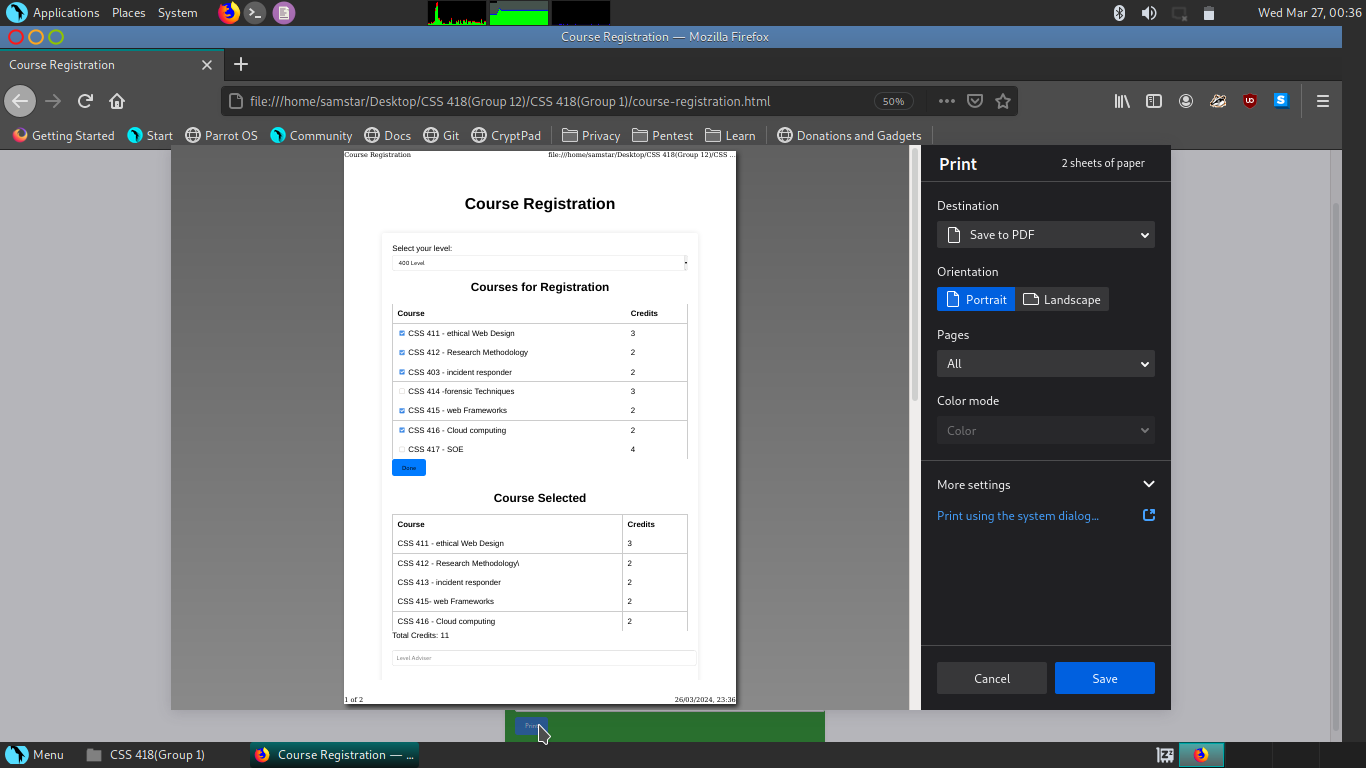 Applications Places System
Wed Mar 27, 00:36
Course Registration — Mozilla Firefox
Course Registration
file:///home/samstar/Desktop/CSS 418(Group 12)/CSS 418(Group 1)/course-registration.html
50%
Getting Started Start Parrot OS Community Docs Git CryptPad Privacy Pentest Learn Donations and Gadgets
Course Registration file:///home/samstar/Desktop/CSS 418(Group 12)/CSS ...
Course Registration
Select your level:
400 Level
Courses for Registration
Course Credits
CSS 411 - ethical Web Design 3
CSS 412 - Research Methodology 2
CSS 403 - incident responder 2
CSS 414 -forensic Techniques 3
CSS 415 - web Frameworks 2
CSS 416 - Cloud computing 2
CSS 417 - SOE 4
Done
Course Selected
Course Credits
CSS 411 - ethical Web Design 3
CSS 412 - Research Methodology\ 2
CSS 413 - incident responder 2
CSS 415- web Frameworks 2
CSS 416 - Cloud computing 2
Total Credits: 11
Level Adviser
1 of 2 26/03/2024, 23:36
Print 2 sheets of paper
Destination
Save to PDF
Orientation
Portrait Landscape
Pages
All
Color mode
Color
More settings
Print using the system dialog...
Cancel Save
Print
Menu CSS 418(Group 1) Course Registration — ...